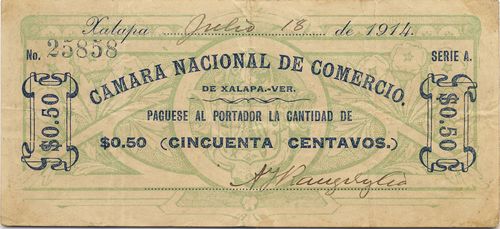 Xalapa Julio 13 de 1914.
No. 25858
SERIE A.
CAMARA NACIONAL DE COMERCIO.
DE XALAPA.-VER.
PAGUESE AL PORTADOR LA CANTIDAD DE
$0.50 (CINCUENTA CENTAVOS.)
$0.50
$0.50